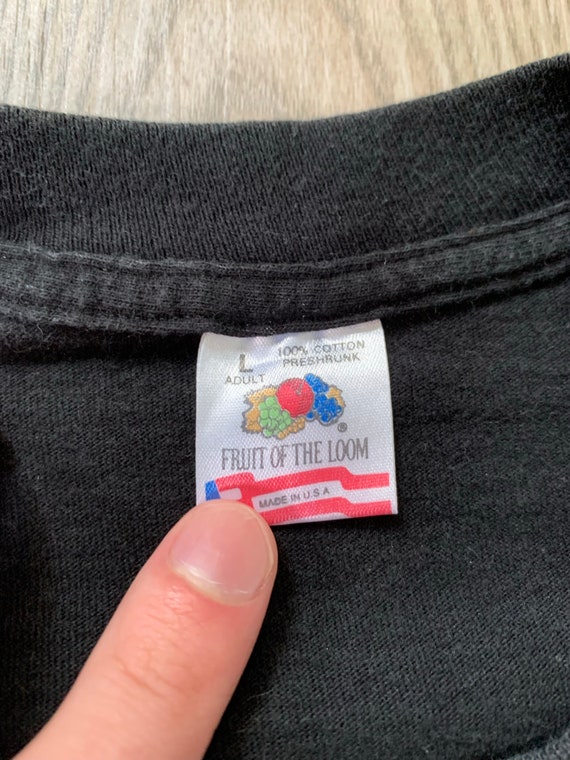 L
ADULT
100% COTTON
PRESHRUNK
®
FRUIT OF THE LOOM
MADE IN U.S.A